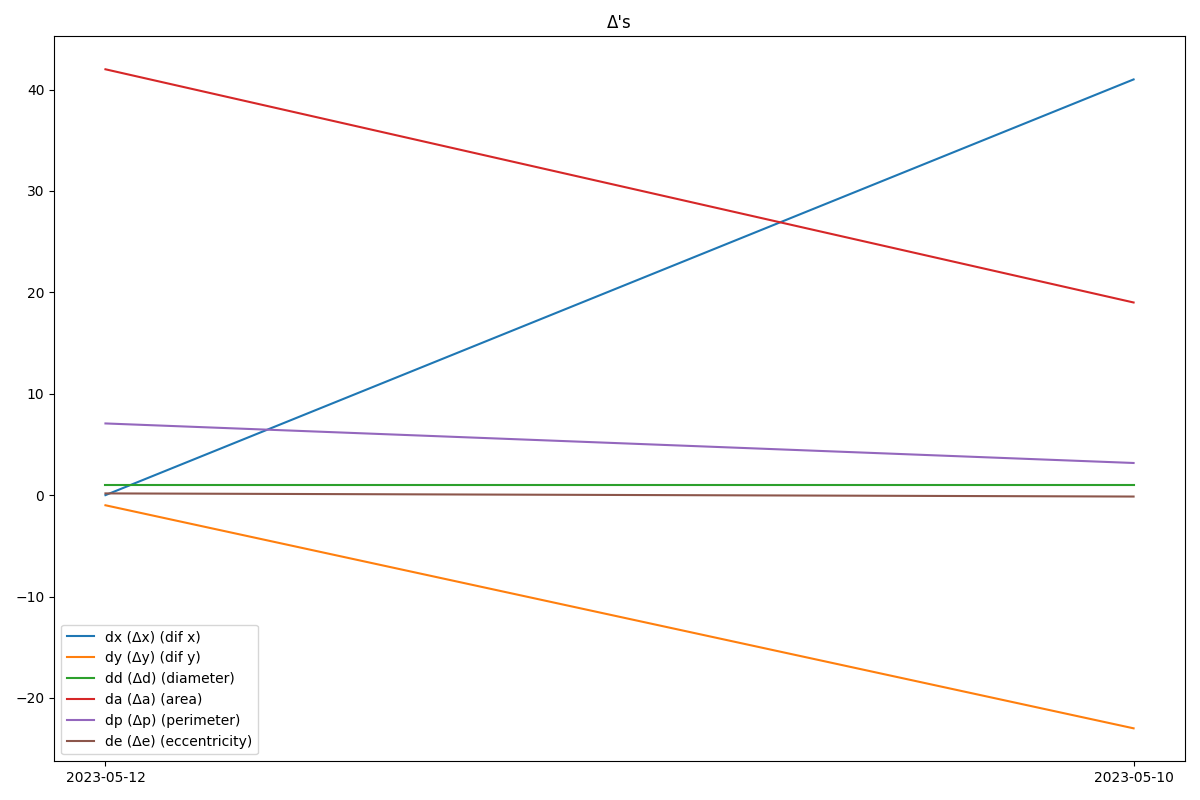 Δ's
40
30
20
10
0
−10
−20
dx (Δx) (dif x)
dy (Δy) (dif y)
dd (Δd) (diameter)
da (Δa) (area)
dp (Δp) (perimeter)
de (Δe) (eccentricity)
2023-05-12 2023-05-10